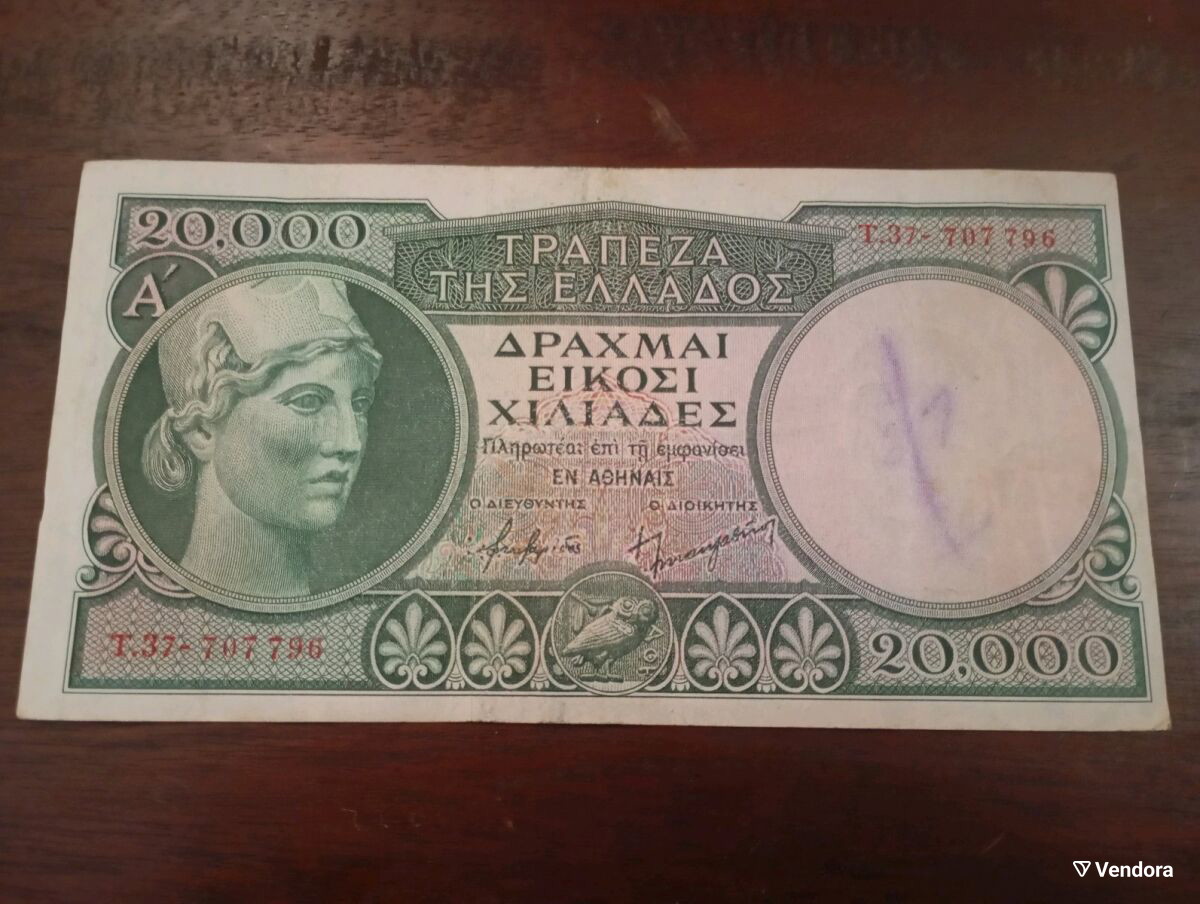 20,000
Τ.37- 707 796
ΤΡΑΠΕΖΑ
ΤΗΣ ΕΛΛΑΔΟΣ
Α΄
ΔΡΑΧΜΑΙ
ΕΙΚΟΣΙ
ΧΙΛΙΑΔΕΣ
Πληρωτέαι ἐπὶ τῇ ἐμφανίσει
ΕΝ ΑΘΗΝΑΙΣ
Ο ΔΙΕΥΘΥΝΤΗΣ Ο ΔΙΟΙΚΗΤΗΣ
Τ.37- 707 796
ΑΘΕ
20,000
Vendora